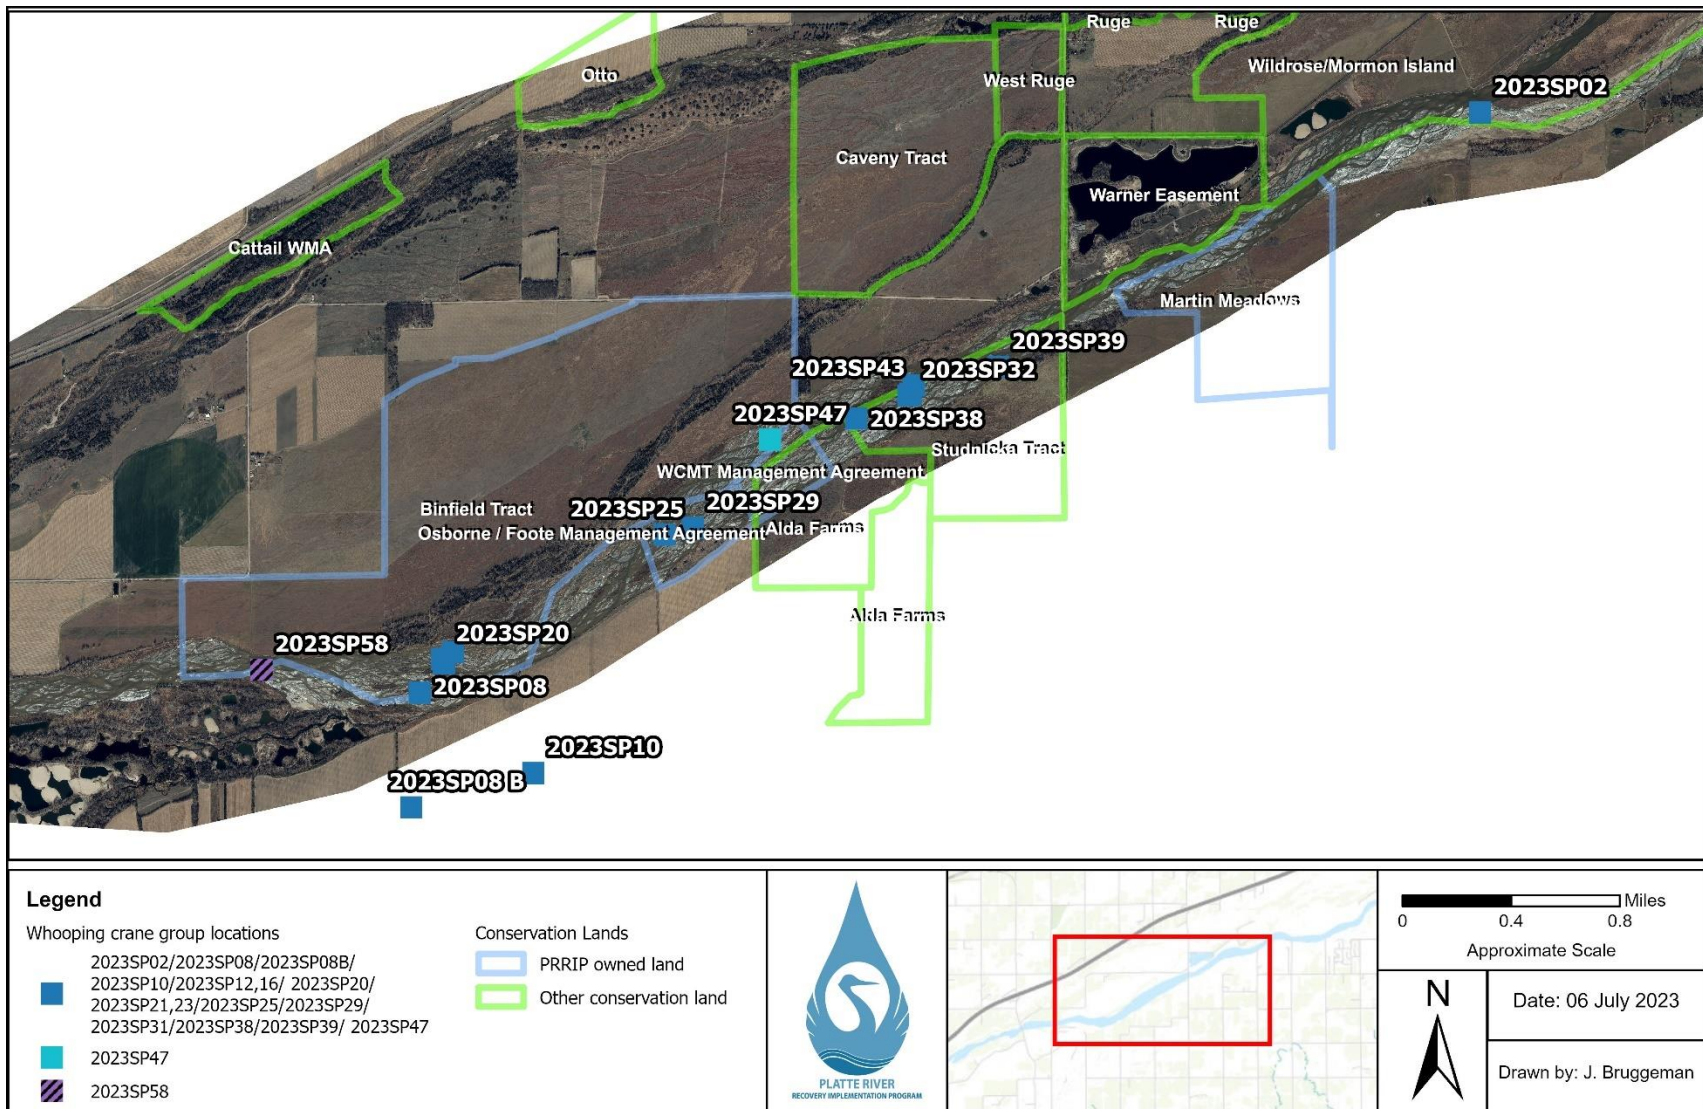 Ruge
Ruge
Otto
Wildrose/Mormon Island
West Ruge
2023SP02
Caveny Tract
Warner Easement
Cattail WMA
Martin Meadows
2023SP39
2023SP43
2023SP32
2023SP47
2023SP38
Studnicka Tract
WCMT Management Agreement
Binfield Tract
2023SP25
2023SP29
Osborne / Foote Management Agreement
Alda Farms
Alda Farms
2023SP58
2023SP20
2023SP08
2023SP10
2023SP08 B
Legend
Whooping crane group locations
2023SP02/2023SP08/2023SP08B/
2023SP10/2023SP12,16/ 2023SP20/
2023SP21,23/2023SP25/2023SP29/
2023SP31/2023SP38/2023SP39/ 2023SP47
2023SP47
2023SP58
Conservation Lands
PRRIP owned land
Other conservation land
PLATTE RIVER
RECOVERY IMPLEMENTATION PROGRAM
Miles
0 0.4 0.8
Approximate Scale
N
Date: 06 July 2023
Drawn by: J. Bruggeman